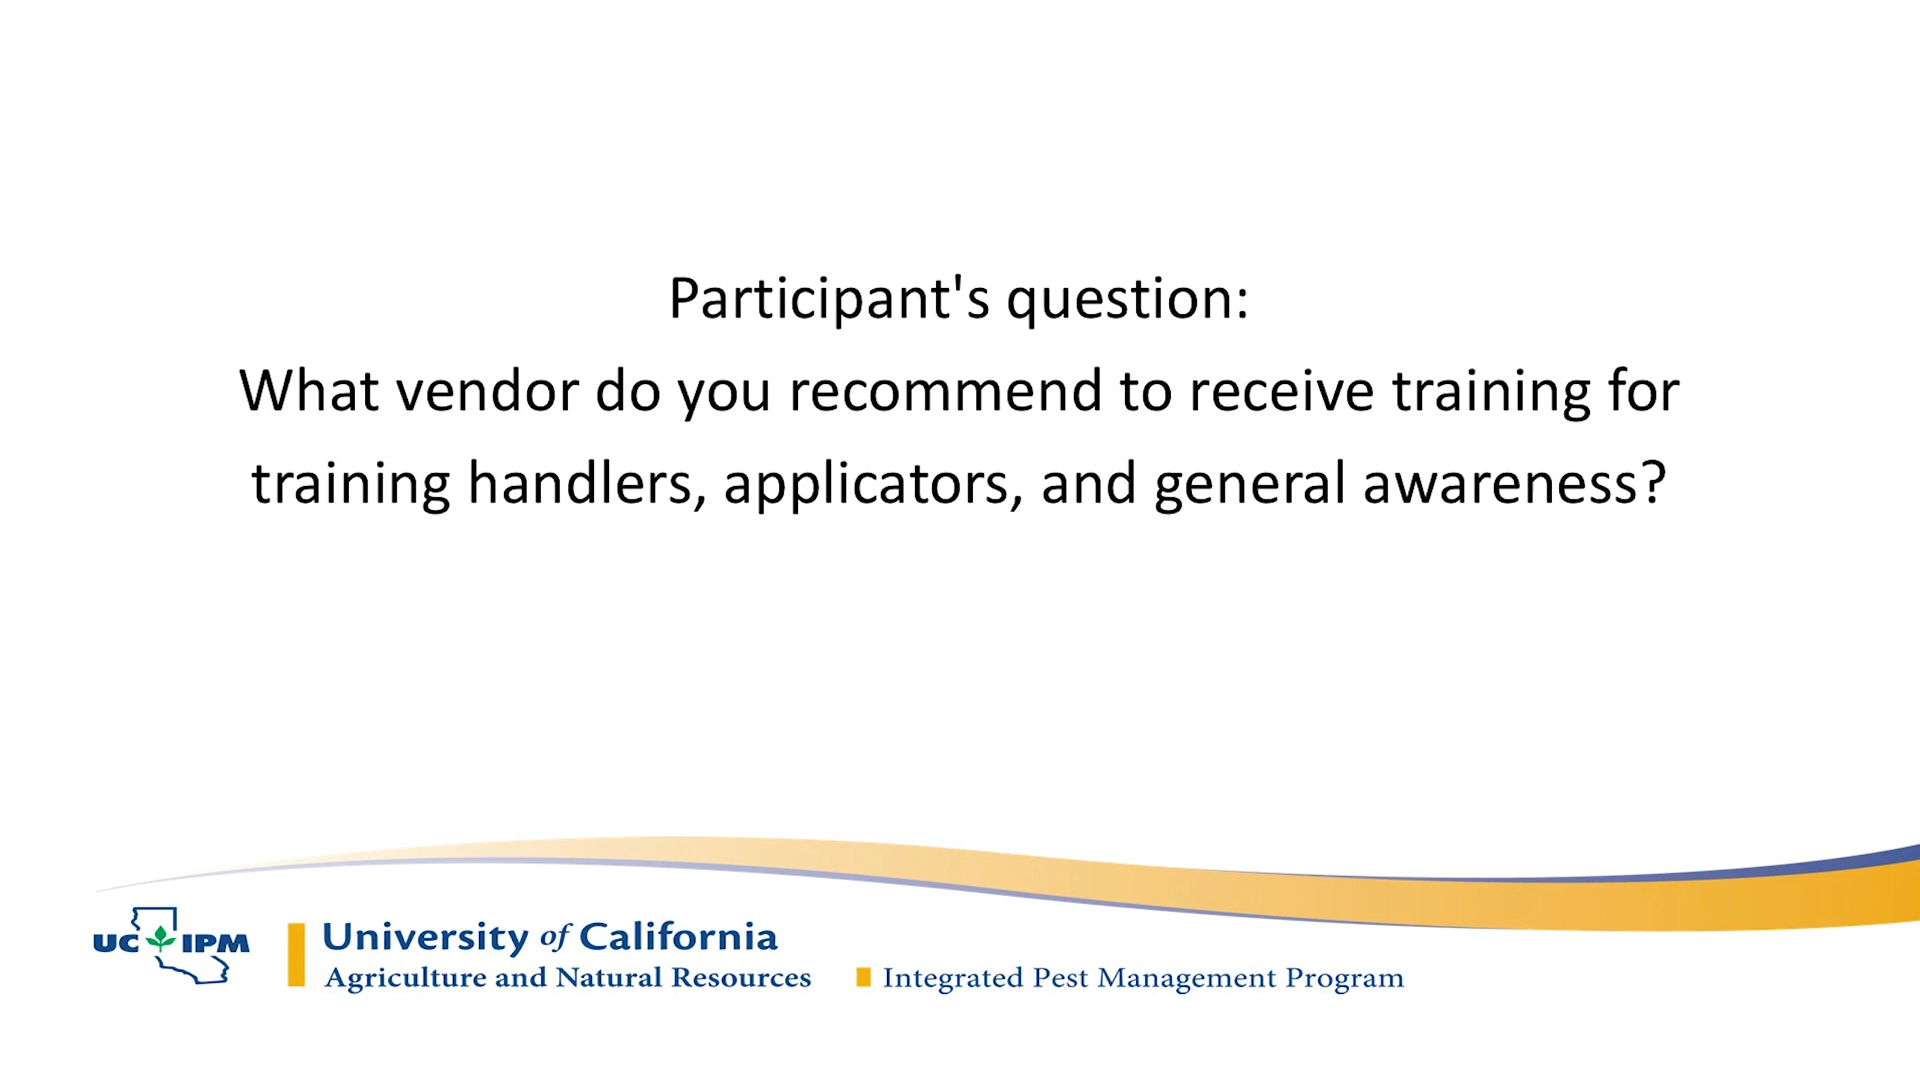 Participant's question:
What vendor do you recommend to receive training for
training handlers, applicators, and general awareness?
UC IPM
University of California
Agriculture and Natural Resources
Integrated Pest Management Program